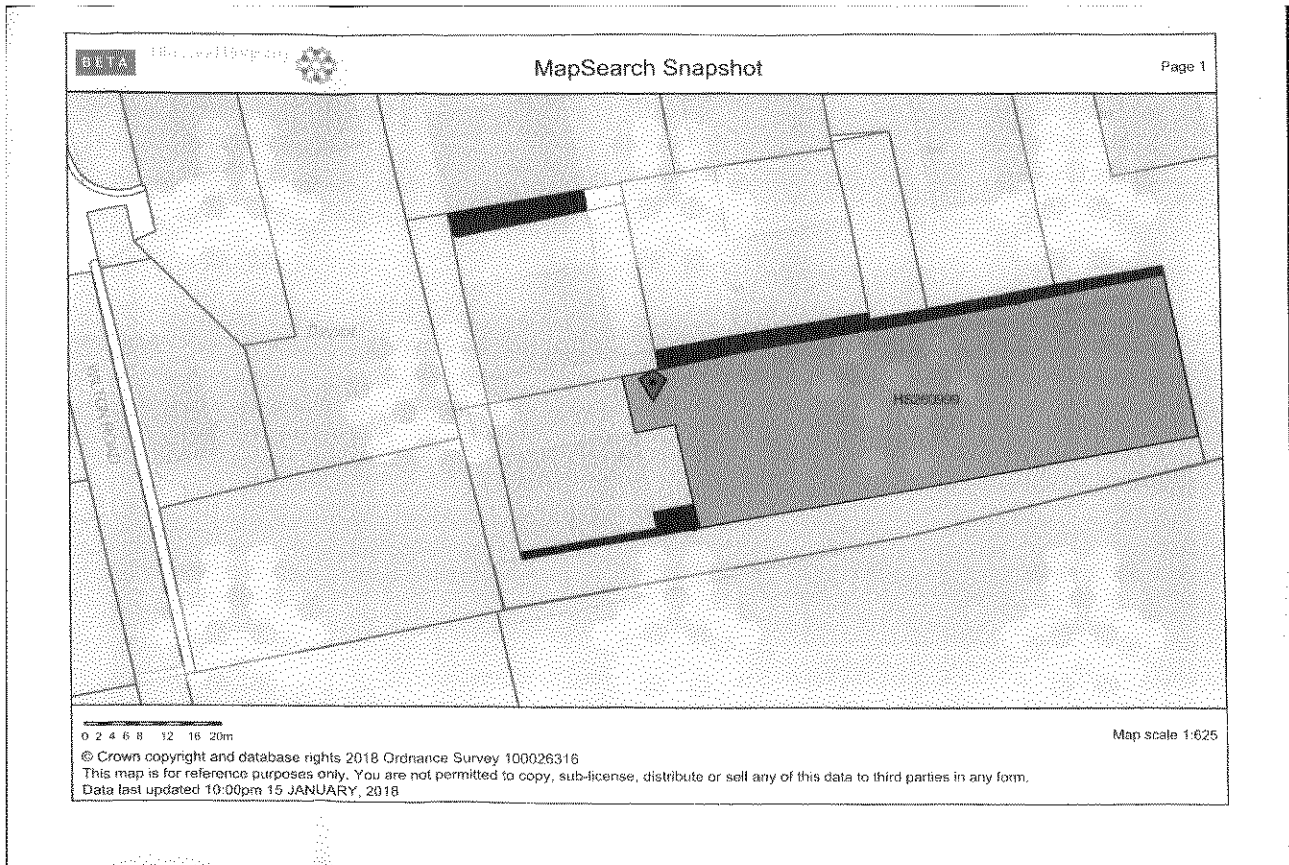 BETA
MapSearch Snapshot
Page 1
0 2 4 6 8 12 16 20m
Map scale 1:625
© Crown copyright and database rights 2018 Ordnance Survey 100026316
This map is for reference purposes only. You are not permitted to copy, sub-license, distribute or sell any of this data to third parties in any form.
Data last updated 10:00pm 15 JANUARY, 2018